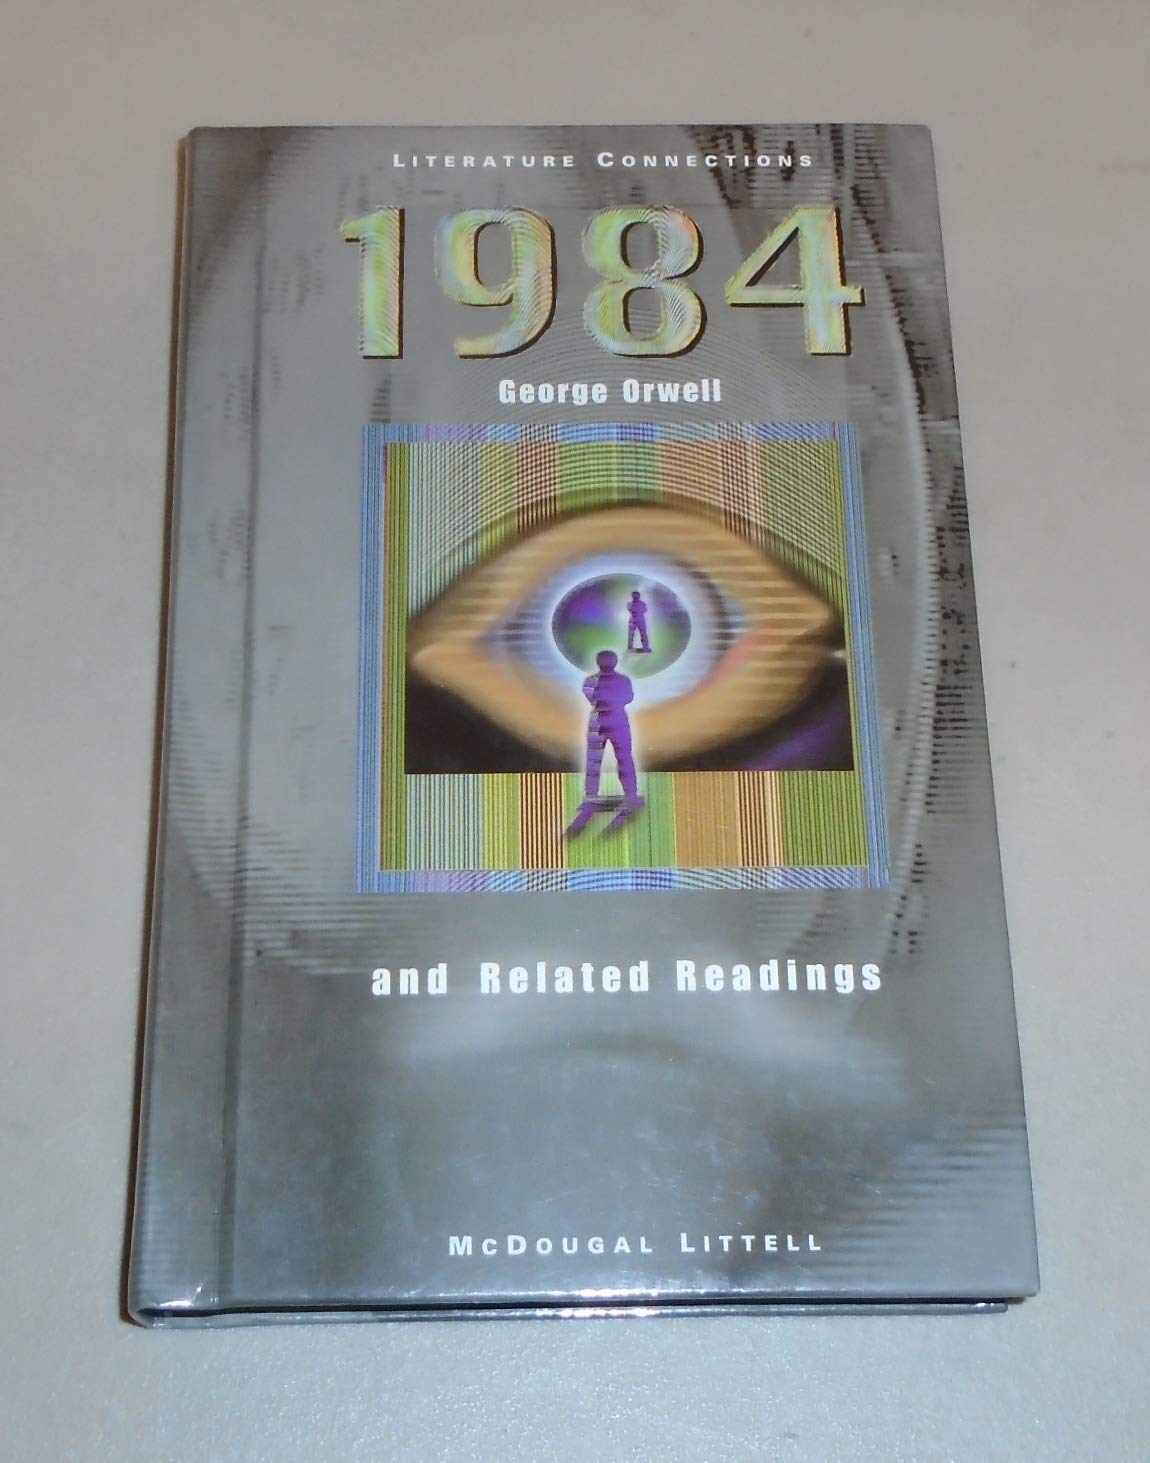 LITERATURE CONNECTIONS
1984
George Orwell
and Related Readings
MCDOUGAL LITTELL